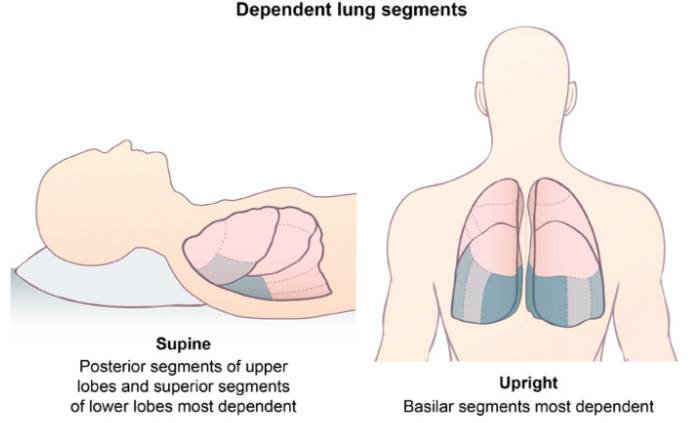 Dependent lung segments
Supine
Posterior segments of upper
lobes and superior segments
of lower lobes most dependent
Upright
Basilar segments most dependent